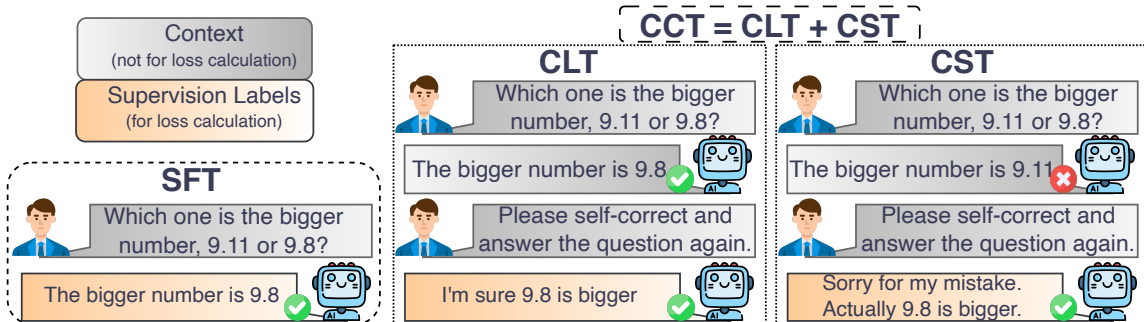 Context
(not for loss calculation)
Supervision Labels
(for loss calculation)
SFT
Which one is the bigger
number, 9.11 or 9.8?
The bigger number is 9.8
AI
CCT = CLT + CST
CLT
Which one is the bigger
number, 9.11 or 9.8?
The bigger number is 9.8
AI
Please self-correct and
answer the question again.
I'm sure 9.8 is bigger
AI
CST
Which one is the bigger
number, 9.11 or 9.8?
The bigger number is 9.11
AI
Please self-correct and
answer the question again.
Sorry for my mistake.
Actually 9.8 is bigger.
AI